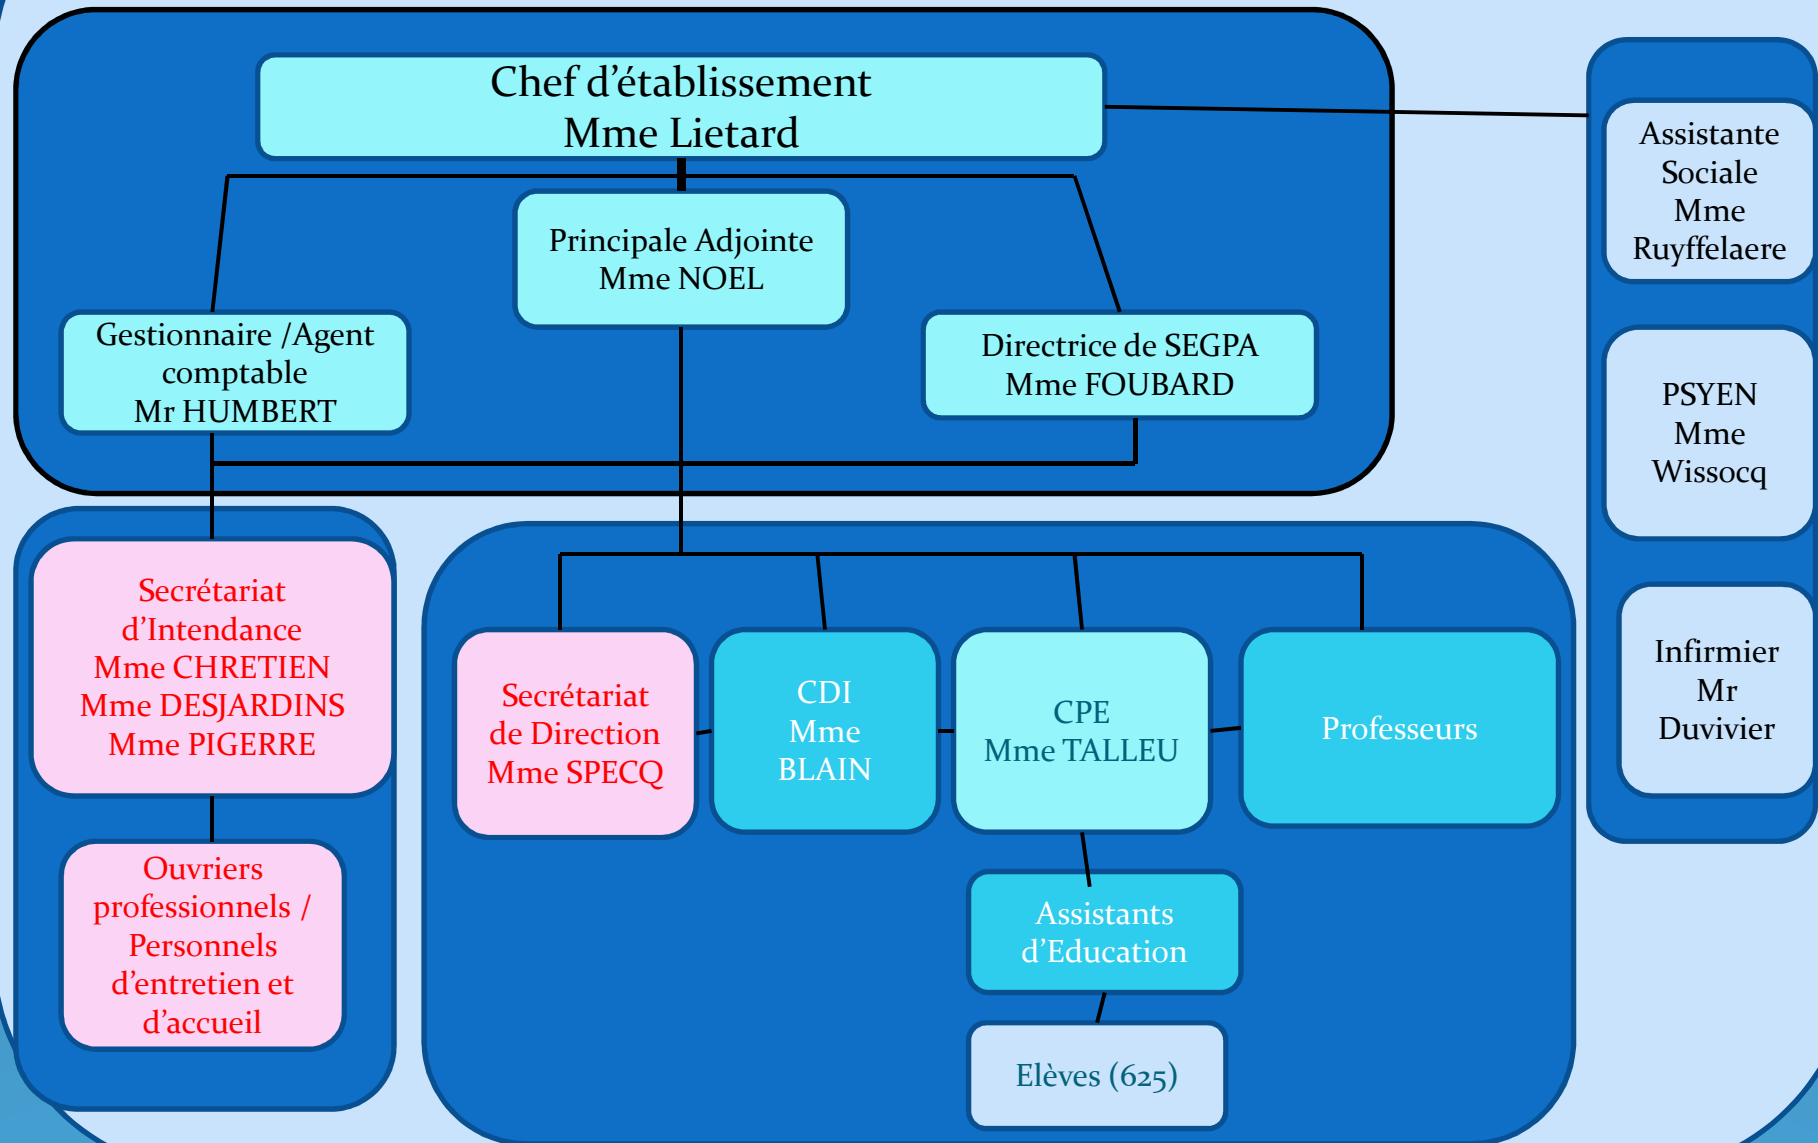 Chef d’établissement
Mme Lietard
Principale Adjointe
Mme NOEL
Gestionnaire /Agent
comptable
Mr HUMBERT
Directrice de SEGPA
Mme FOUBARD
Assistante
Sociale
Mme
Ruyffelaere
PSYEN
Mme
Wissocq
Infirmier
Mr
Duvivier
Secrétariat
d’Intendance
Mme CHRETIEN
Mme DESJARDINS
Mme PIGERRE
Ouvriers
professionnels /
Personnels
d’entretien et
d’accueil
Secrétariat
de Direction
Mme SPECQ
CDI
Mme
BLAIN
CPE
Mme TALLEU
Professeurs
Assistants
d’Education
Elèves (625)